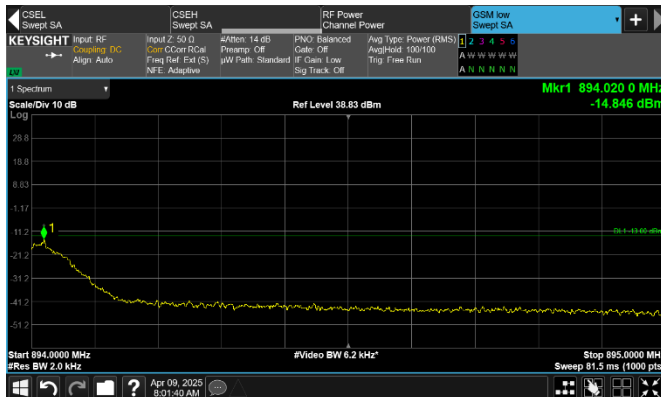 CSEL
Swept SA
CSEH
Swept SA
RF Power
Channel Power
GSM low
Swept SA
KEYSIGHT
Input: RF
Coupling: DC
Align: Auto
Input Z: 50 Ω
Corr CCorr RCal
Freq Ref: Ext (S)
NFE: Adaptive
#Atten: 14 dB
Preamp: Off
µW Path: Standard
PNO: Balanced
Gate: Off
IF Gain: Low
Sig Track: Off
Avg Type: Power (RMS)
Avg|Hold: 100/100
Trig: Free Run
1 2 3 4 5 6
A W W W W W
A N N N N N
LXI
1 Spectrum
Scale/Div 10 dB
Ref Level 38.83 dBm
Mkr1 894.020 0 MHz
-14.846 dBm
Log
28.8
18.8
8.83
-1.17
-11.2
1
DL1 -13.00 dBm
-21.2
-31.2
-41.2
-51.2
Start 894.0000 MHz
#Video BW 6.2 kHz*
Stop 895.0000 MH
#Res BW 2.0 kHz
Sweep 81.5 ms (1000 pts
?
Apr 09, 2025
8:01:40 AM